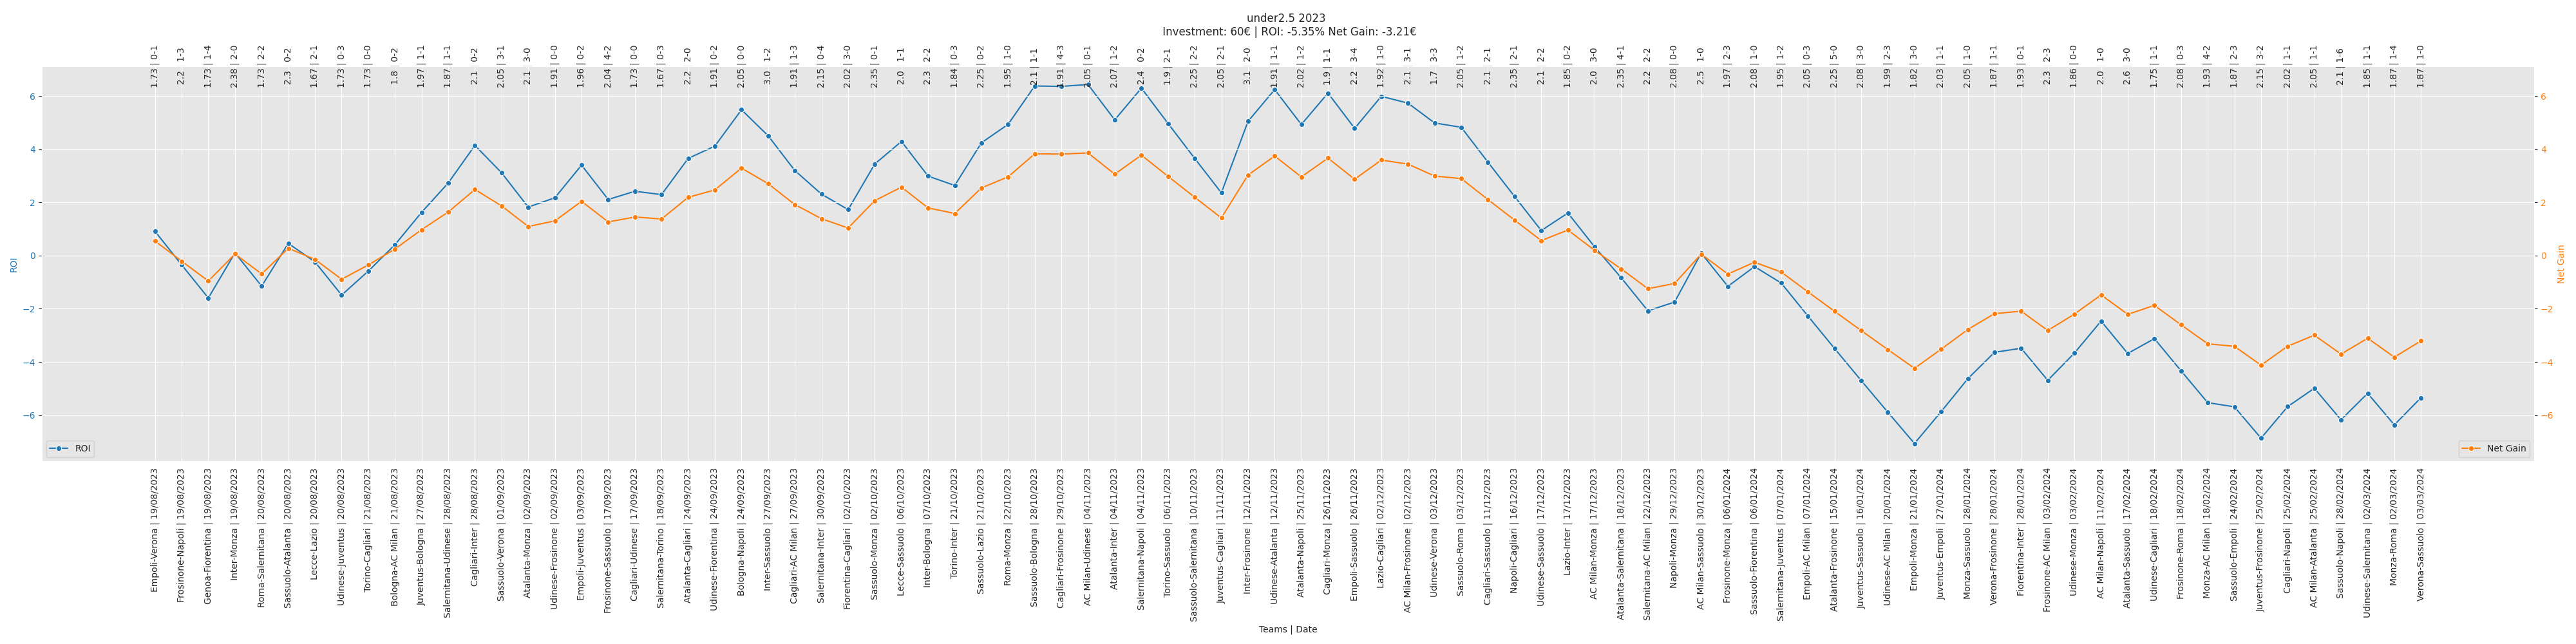 under2.5 2023
Investment: 60€ | ROI: -5.35% Net Gain: -3.21€
1.73 | 0-1
2.2 | 1-3
1.73 | 1-4
2.38 | 2-0
1.73 | 2-2
2.3 | 0-2
1.67 | 2-1
1.73 | 0-3
1.73 | 0-0
1.8 | 0-2
1.97 | 1-1
1.87 | 1-1
2.1 | 0-2
2.05 | 3-1
2.1 | 3-0
1.91 | 0-0
1.96 | 0-2
2.04 | 4-2
1.73 | 0-0
1.67 | 0-3
2.2 | 2-0
1.91 | 0-2
2.05 | 0-0
3.0 | 1-2
1.91 | 1-3
2.15 | 0-4
2.02 | 3-0
2.35 | 0-1
2.0 | 1-1
2.3 | 2-2
1.84 | 0-3
2.25 | 0-2
1.95 | 1-0
2.1 | 1-1
1.91 | 4-3
2.05 | 0-1
2.07 | 1-2
2.4 | 0-2
1.9 | 2-1
2.25 | 2-2
2.05 | 2-1
3.1 | 2-0
1.91 | 1-1
2.02 | 1-2
1.9 | 1-1
2.2 | 3-4
1.92 | 1-0
2.1 | 3-1
1.7 | 3-3
2.05 | 1-2
2.1 | 2-1
2.35 | 2-1
2.1 | 2-2
1.85 | 0-2
2.0 | 3-0
2.35 | 4-1
2.2 | 2-2
2.08 | 0-0
2.5 | 1-0
1.97 | 2-3
2.08 | 1-0
1.95 | 1-2
2.05 | 0-3
2.25 | 5-0
2.08 | 3-0
1.99 | 2-3
1.82 | 3-0
2.03 | 1-1
2.05 | 1-0
1.87 | 1-1
1.93 | 0-1
2.3 | 2-3
1.86 | 0-0
2.0 | 1-0
2.6 | 3-0
1.75 | 1-1
2.08 | 0-3
1.93 | 4-2
1.87 | 2-3
2.15 | 3-2
2.02 | 1-1
2.05 | 1-1
2.1 | 1-6
1.85 | 1-1
1.87 | 1-4
1.87 | 1-0
6
4
2
0
−2
−4
−6
ROI
6
4
2
0
−2
−4
−6
Net Gain
ROI
Net Gain
Empoli-Verona | 19/08/2023
Frosinone-Napoli | 19/08/2023
Genoa-Fiorentina | 19/08/2023
Inter-Monza | 19/08/2023
Roma-Salernitana | 20/08/2023
Sassuolo-Atalanta | 20/08/2023
Lecce-Lazio | 20/08/2023
Udinese-Juventus | 20/08/2023
Torino-Cagliari | 21/08/2023
Bologna-AC Milan | 21/08/2023
Juventus-Bologna | 27/08/2023
Salernitana-Udinese | 28/08/2023
Cagliari-Inter | 28/08/2023
Sassuolo-Verona | 01/09/2023
Atalanta-Monza | 02/09/2023
Udinese-Frosinone | 02/09/2023
Empoli-Juventus | 03/09/2023
Frosinone-Sassuolo | 17/09/2023
Cagliari-Udinese | 17/09/2023
Salernitana-Torino | 18/09/2023
Atalanta-Cagliari | 24/09/2023
Udinese-Fiorentina | 24/09/2023
Bologna-Napoli | 24/09/2023
Inter-Sassuolo | 27/09/2023
Cagliari-AC Milan | 27/09/2023
Salernitana-Inter | 30/09/2023
Fiorentina-Cagliari | 02/10/2023
Sassuolo-Monza | 02/10/2023
Lecce-Sassuolo | 06/10/2023
Inter-Bologna | 07/10/2023
Torino-Inter | 21/10/2023
Sassuolo-Lazio | 21/10/2023
Roma-Monza | 22/10/2023
Sassuolo-Bologna | 28/10/2023
Cagliari-Frosinone | 29/10/2023
AC Milan-Udinese | 04/11/2023
Atalanta-Inter | 04/11/2023
Salernitana-Napoli | 04/11/2023
Torino-Sassuolo | 06/11/2023
Sassuolo-Salernitana | 10/11/2023
Juventus-Cagliari | 11/11/2023
Inter-Frosinone | 12/11/2023
Udinese-Atalanta | 12/11/2023
Atalanta-Napoli | 25/11/2023
Cagliari-Monza | 26/11/2023
Empoli-Sassuolo | 26/11/2023
Lazio-Cagliari | 02/12/2023
AC Milan-Frosinone | 02/12/2023
Udinese-Verona | 03/12/2023
Sassuolo-Roma | 03/12/2023
Cagliari-Sassuolo | 11/12/2023
Napoli-Cagliari | 16/12/2023
Udinese-Sassuolo | 17/12/2023
Lazio-Inter | 17/12/2023
AC Milan-Monza | 17/12/2023
Atalanta-Salernitana | 18/12/2023
Salernitana-AC Milan | 22/12/2023
Napoli-Monza | 29/12/2023
AC Milan-Sassuolo | 30/12/2023
Frosinone-Monza | 06/01/2024
Sassuolo-Fiorentina | 06/01/2024
Salernitana-Juventus | 07/01/2024
Empoli-AC Milan | 07/01/2024
Atalanta-Frosinone | 15/01/2024
Juventus-Sassuolo | 16/01/2024
Udinese-AC Milan | 20/01/2024
Empoli-Monza | 21/01/2024
Juventus-Empoli | 27/01/2024
Monza-Sassuolo | 28/01/2024
Verona-Frosinone | 28/01/2024
Fiorentina-Inter | 28/01/2024
Frosinone-AC Milan | 03/02/2024
Udinese-Monza | 03/02/2024
AC Milan-Napoli | 11/02/2024
Atalanta-Sassuolo | 17/02/2024
Udinese-Cagliari | 18/02/2024
Frosinone-Roma | 18/02/2024
Monza-AC Milan | 18/02/2024
Sassuolo-Empoli | 24/02/2024
Juventus-Frosinone | 25/02/2024
Cagliari-Napoli | 25/02/2024
AC Milan-Atalanta | 25/02/2024
Sassuolo-Napoli | 28/02/2024
Udinese-Salernitana | 02/03/2024
Monza-Roma | 02/03/2024
Verona-Sassuolo | 03/03/2024
Teams | Date